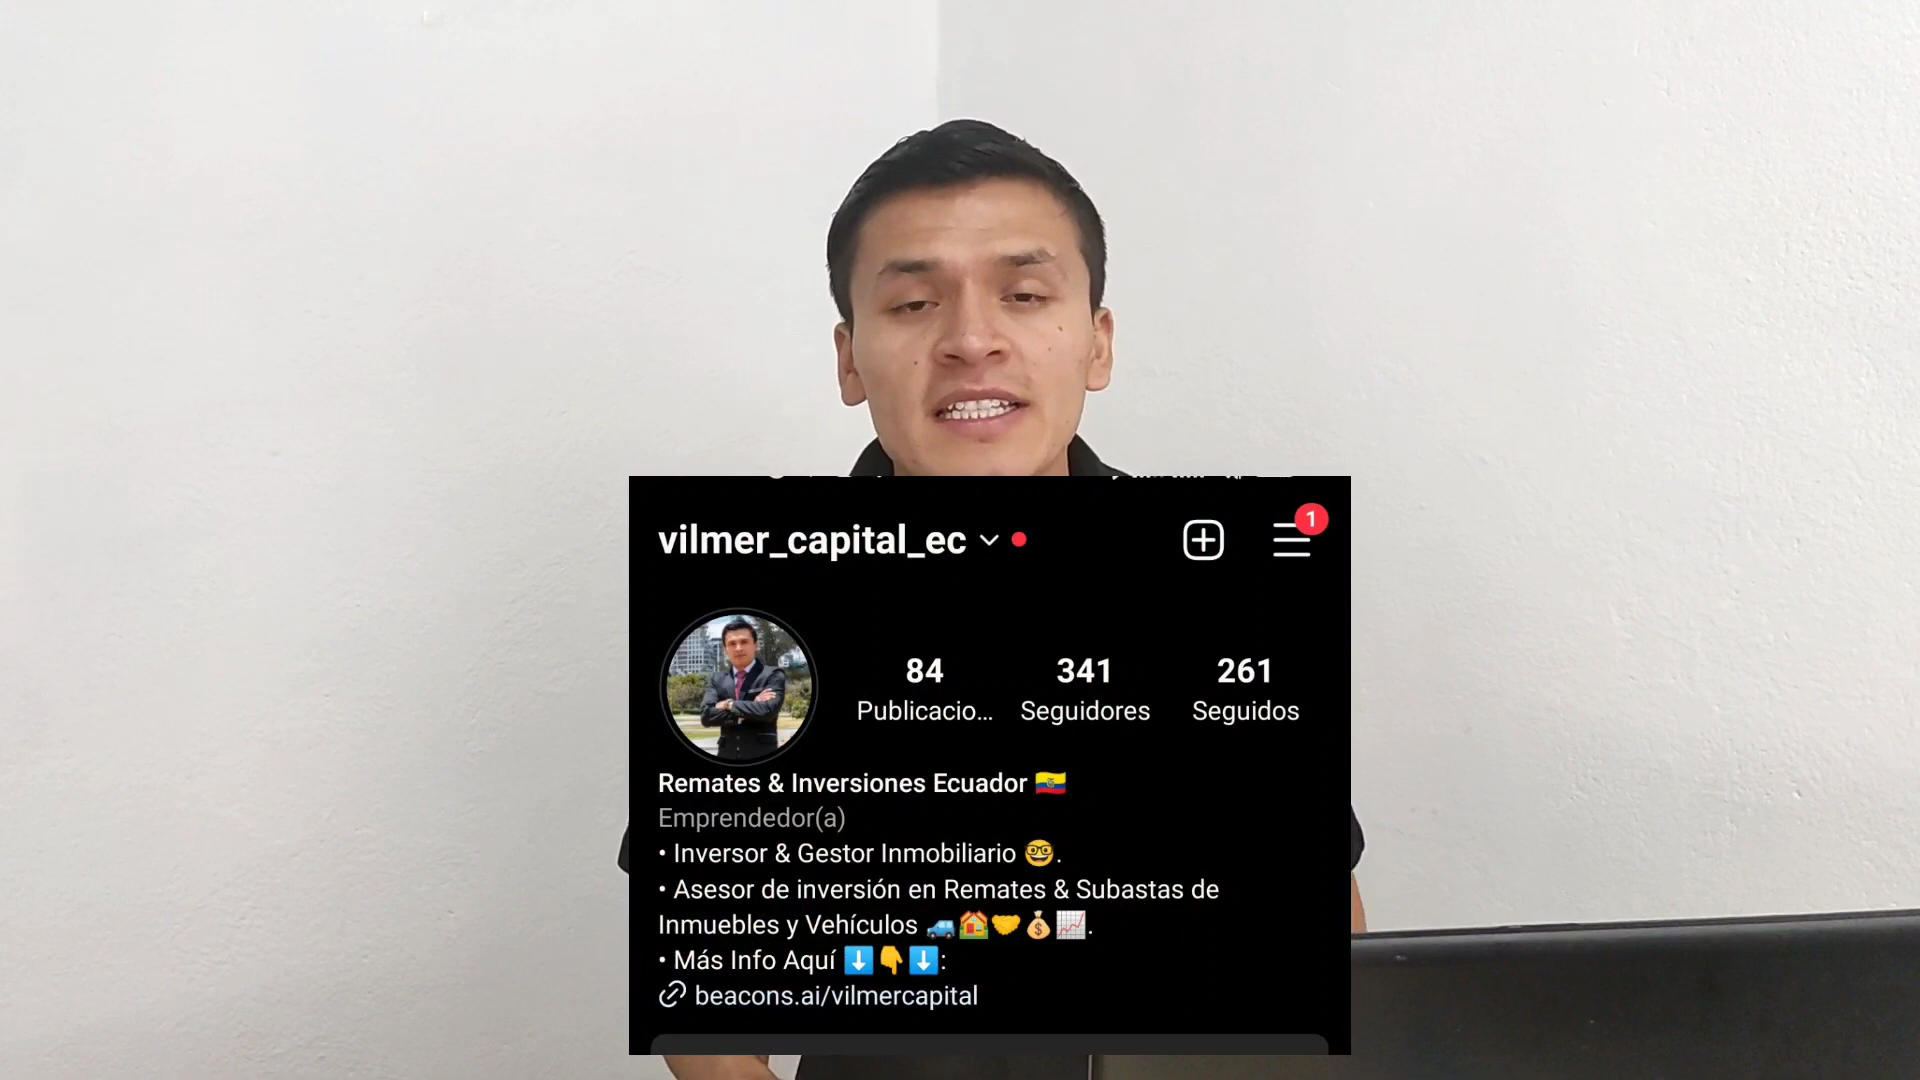 vilmer_capital_ec
1
84 341 261
Publicacio... Seguidores Seguidos
Remates & Inversiones Ecuador 🇪🇨
Emprendedor(a)
• Inversor & Gestor Inmobiliario 🤓.
• Asesor de inversión en Remates & Subastas de
Inmuebles y Vehículos 🚙🏠🤝💰📈.
• Más Info Aquí ⬇️👇⬇️:
beacons.ai/vilmercapital